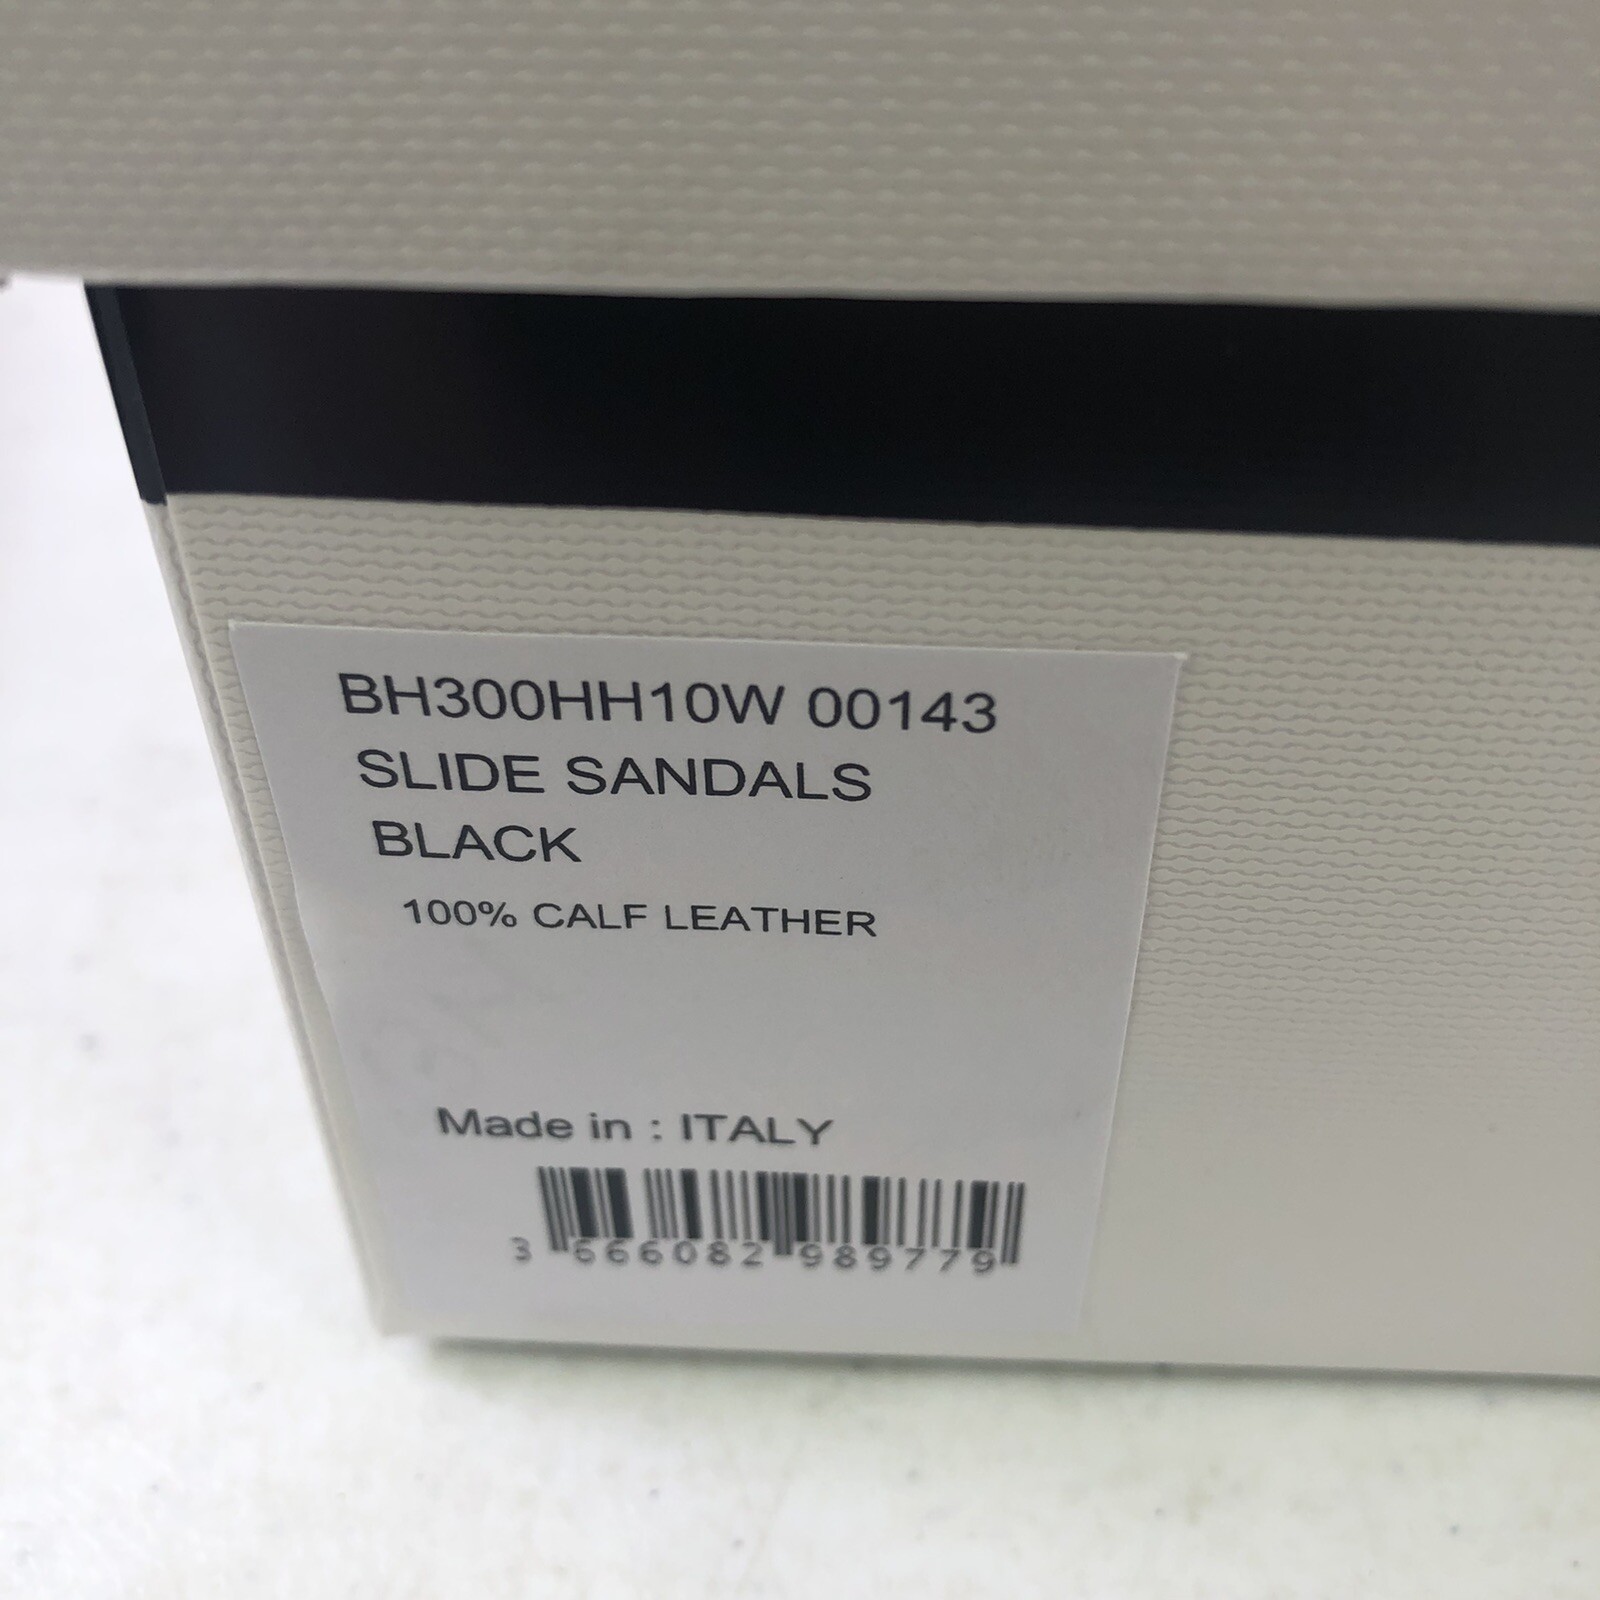 BH300HH10W 00143
SLIDE SANDALS
BLACK
100% CALF LEATHER
Made in : ITALY
3 666082 989779